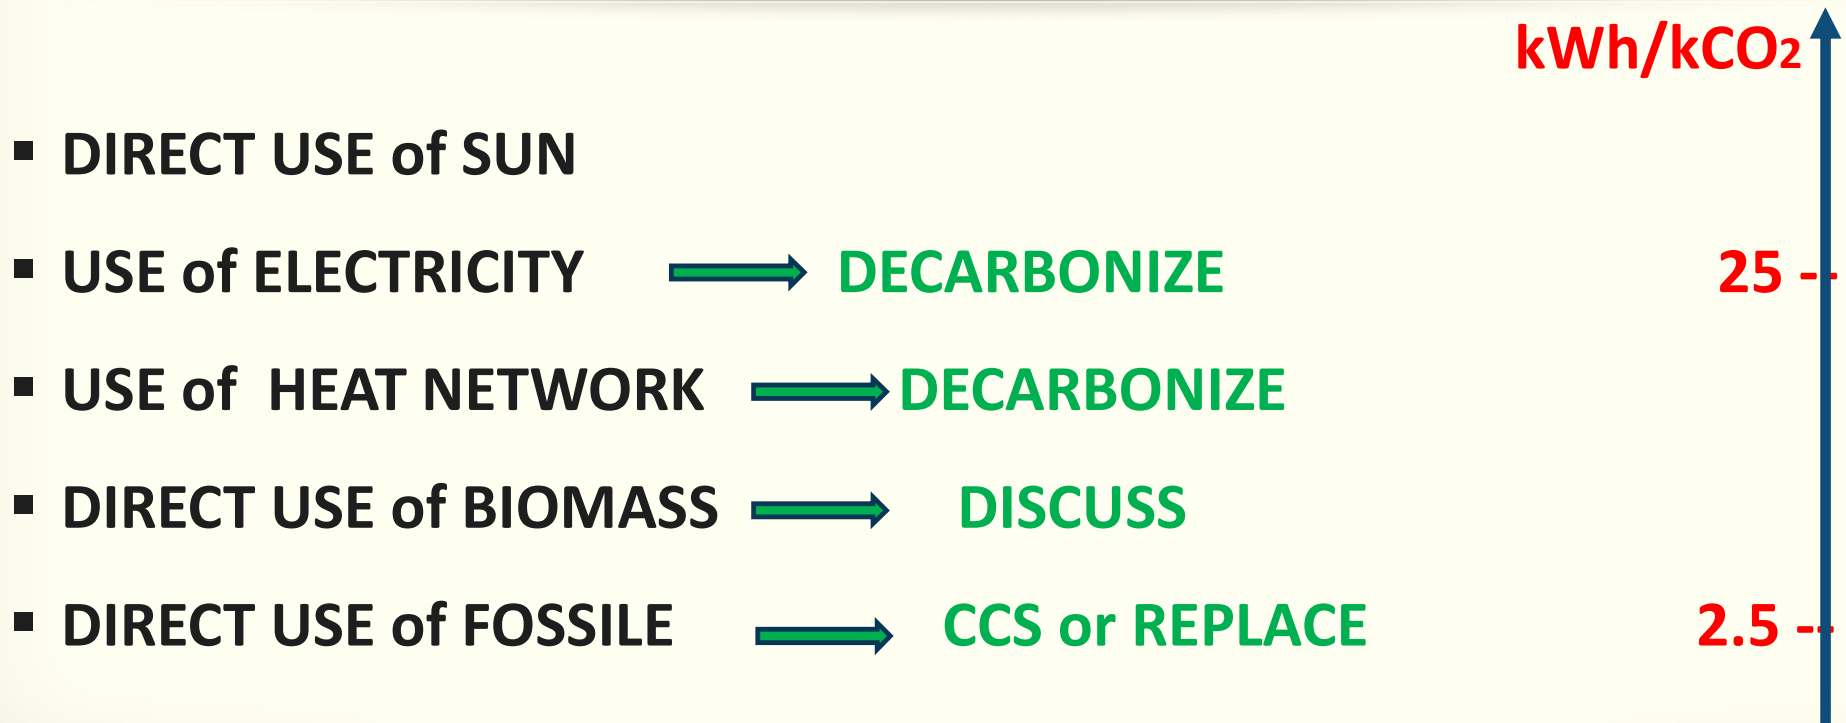 kWh/kCO2
▪ DIRECT USE of SUN
▪ USE of ELECTRICITY DECARBONIZE 25 --
▪ USE of HEAT NETWORK DECARBONIZE
▪ DIRECT USE of BIOMASS DISCUSS
▪ DIRECT USE of FOSSILE CCS or REPLACE 2.5 --